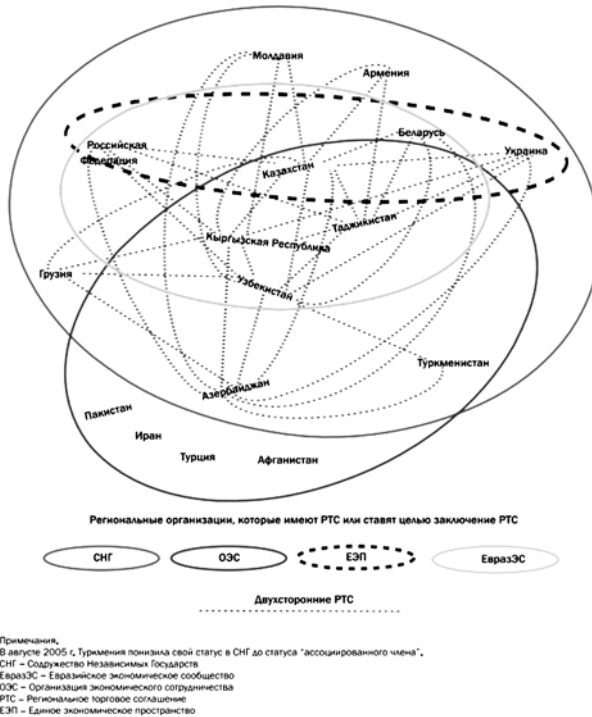 Молдавия
Армения
Беларусь
Российская
Федерация
Украина
Казахстан
Таджикистан
Кыргызская Республика
Грузия
Узбекистан
Туркменистан
Азербайджан
Пакистан
Иран
Турция
Афганистан
Региональные организации, которые имеют РТС или ставят целью заключение РТС
СНГ
ОЭС
ЕЭП
ЕвразЭС
Двухсторонние РТС
Примечания.
В августе 2005 г. Туркмения понизила свой статус в СНГ до статуса "ассоциированного члена".
СНГ – Содружество Независимых Государств
ЕвразЭС – Евразийское экономическое сообщество
ОЭС – Организация экономического сотрудничества
РТС – Региональное торговое соглашение
ЕЭП – Единое экономическое пространство